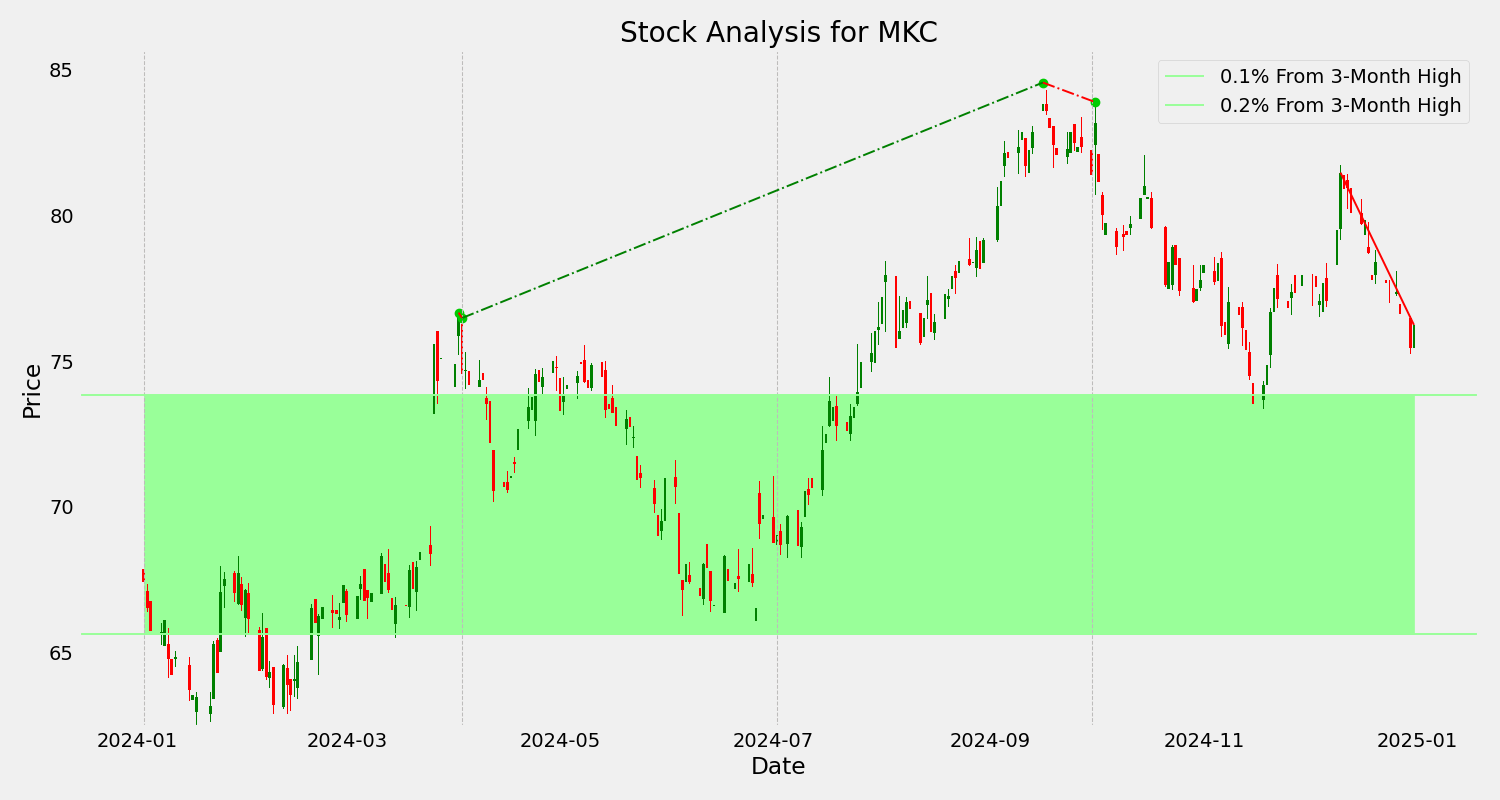 Stock Analysis for MKC
0.1% From 3-Month High
0.2% From 3-Month High
Price
85
80
75
70
65
2024-01 2024-03 2024-05 2024-07 2024-09 2024-11 2025-01
Date